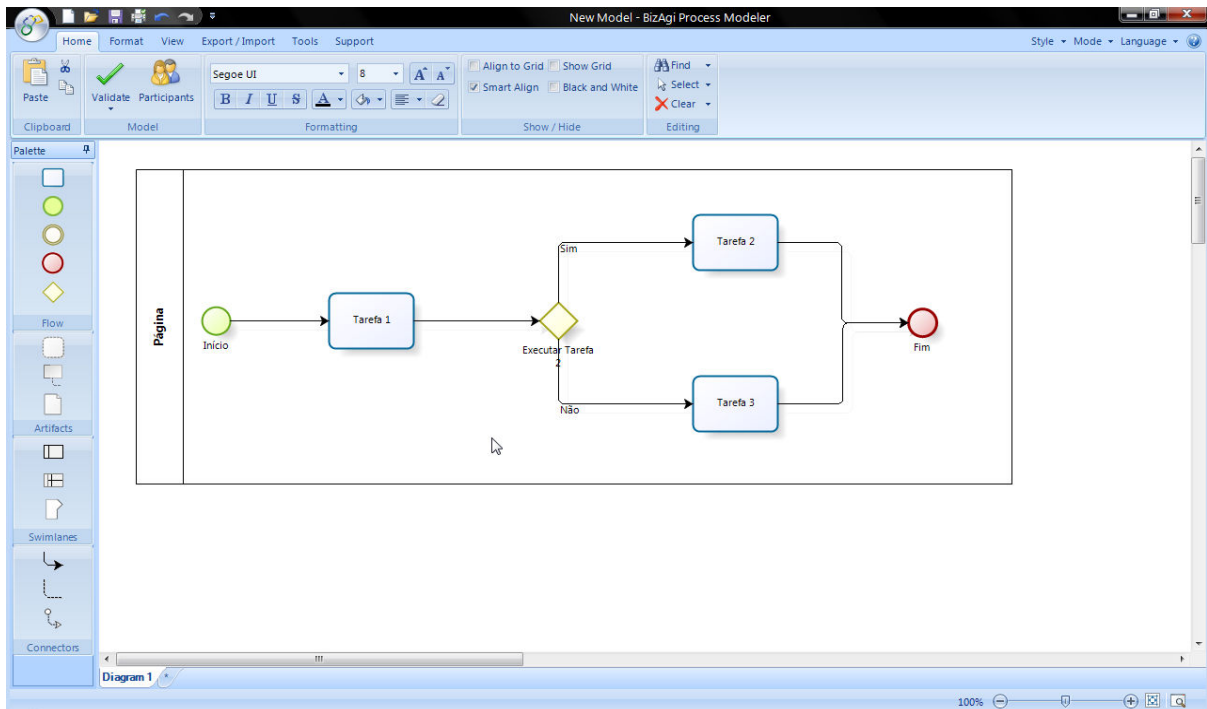 New Model - BizAgi Process Modeler
Home Format View Export / Import Tools Support
Style Mode Language
Paste
Clipboard
Validate Participants
Model
Segoe UI 8 A A
B I U S A
Formatting
Align to Grid Show Grid
Smart Align Black and White
Show / Hide
Find
Select
Clear
Editing
Palette
Flow
Artifacts
Swimlanes
Connectors
Página
Início
Tarefa 1
Executar Tarefa
2
Sim
Tarefa 2
Não
Tarefa 3
Fim
Diagram 1
100%